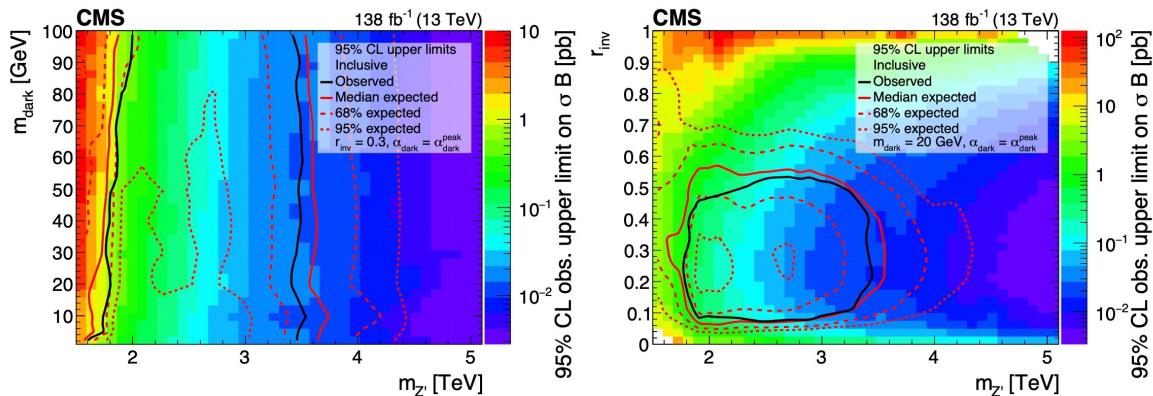 CMS 138 fb⁻¹ (13 TeV)
m_dark [GeV]
100
90
80
70
60
50
40
30
20
10
95% CL upper limits
Inclusive
Observed
Median expected
68% expected
95% expected
r_inv = 0.3, α_dark = α_dark^peak
2 3 4 5
m_Z' [TeV]
10
1
10⁻¹
10⁻²
95% CL obs. upper limit on σ B [pb]
CMS 138 fb⁻¹ (13 TeV)
r_inv
1
0.9
0.8
0.7
0.6
0.5
0.4
0.3
0.2
0.1
0
95% CL upper limits
Inclusive
Observed
Median expected
68% expected
95% expected
m_dark = 20 GeV, α_dark = α_dark^peak
2 3 4 5
m_Z' [TeV]
10²
10
1
10⁻¹
10⁻²
95% CL obs. upper limit on σ B [pb]